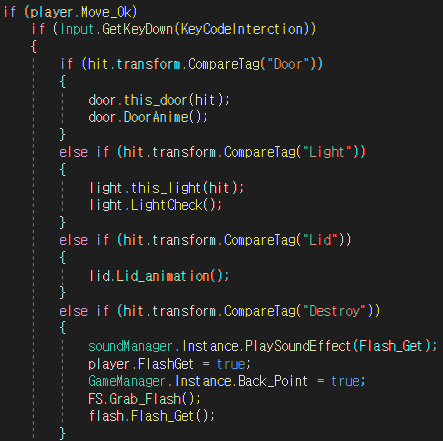 if (player.Move_Ok)
if (Input.GetKeyDown(KeyCodeInterction))
{
if (hit.transform.CompareTag("Door"))
{
door.this_door(hit);
door.DoorAnime();
}
else if (hit.transform.CompareTag("Light"))
{
light.this_light(hit);
light.LightCheck();
}
else if (hit.transform.CompareTag("Lid"))
{
lid.Lid_animation();
}
else if (hit.transform.CompareTag("Destroy"))
{
soundManager.Instance.PlaySoundEffect(Flash_Get);
player.FlashGet = true;
GameManager.Instance.Back_Point = true;
FS.Grab_Flash();
flash.Flash_Get();
}